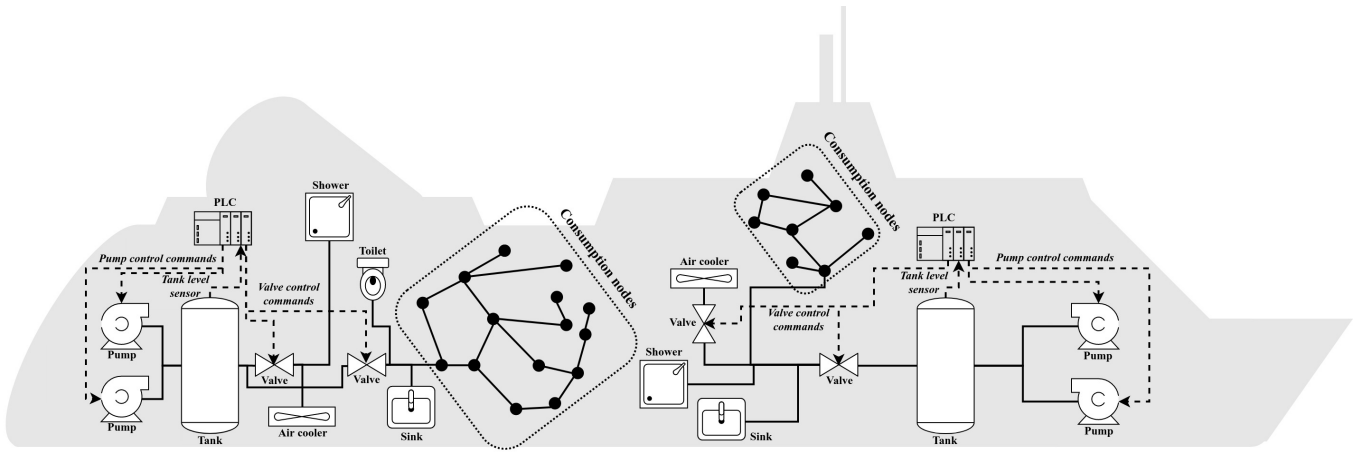 Consumption nodes
Consumption nodes
Shower
PLC
PLC
Toilet
Pump control commands
Air cooler
Pump control commands
Tank level
sensor
Tank level
sensor
Valve control
commands
Valve control
commands
Valve
Pump
Pump
Shower
Valve
Valve
Valve
Pump
Tank
Air cooler
Sink
Sink
Tank
Pump